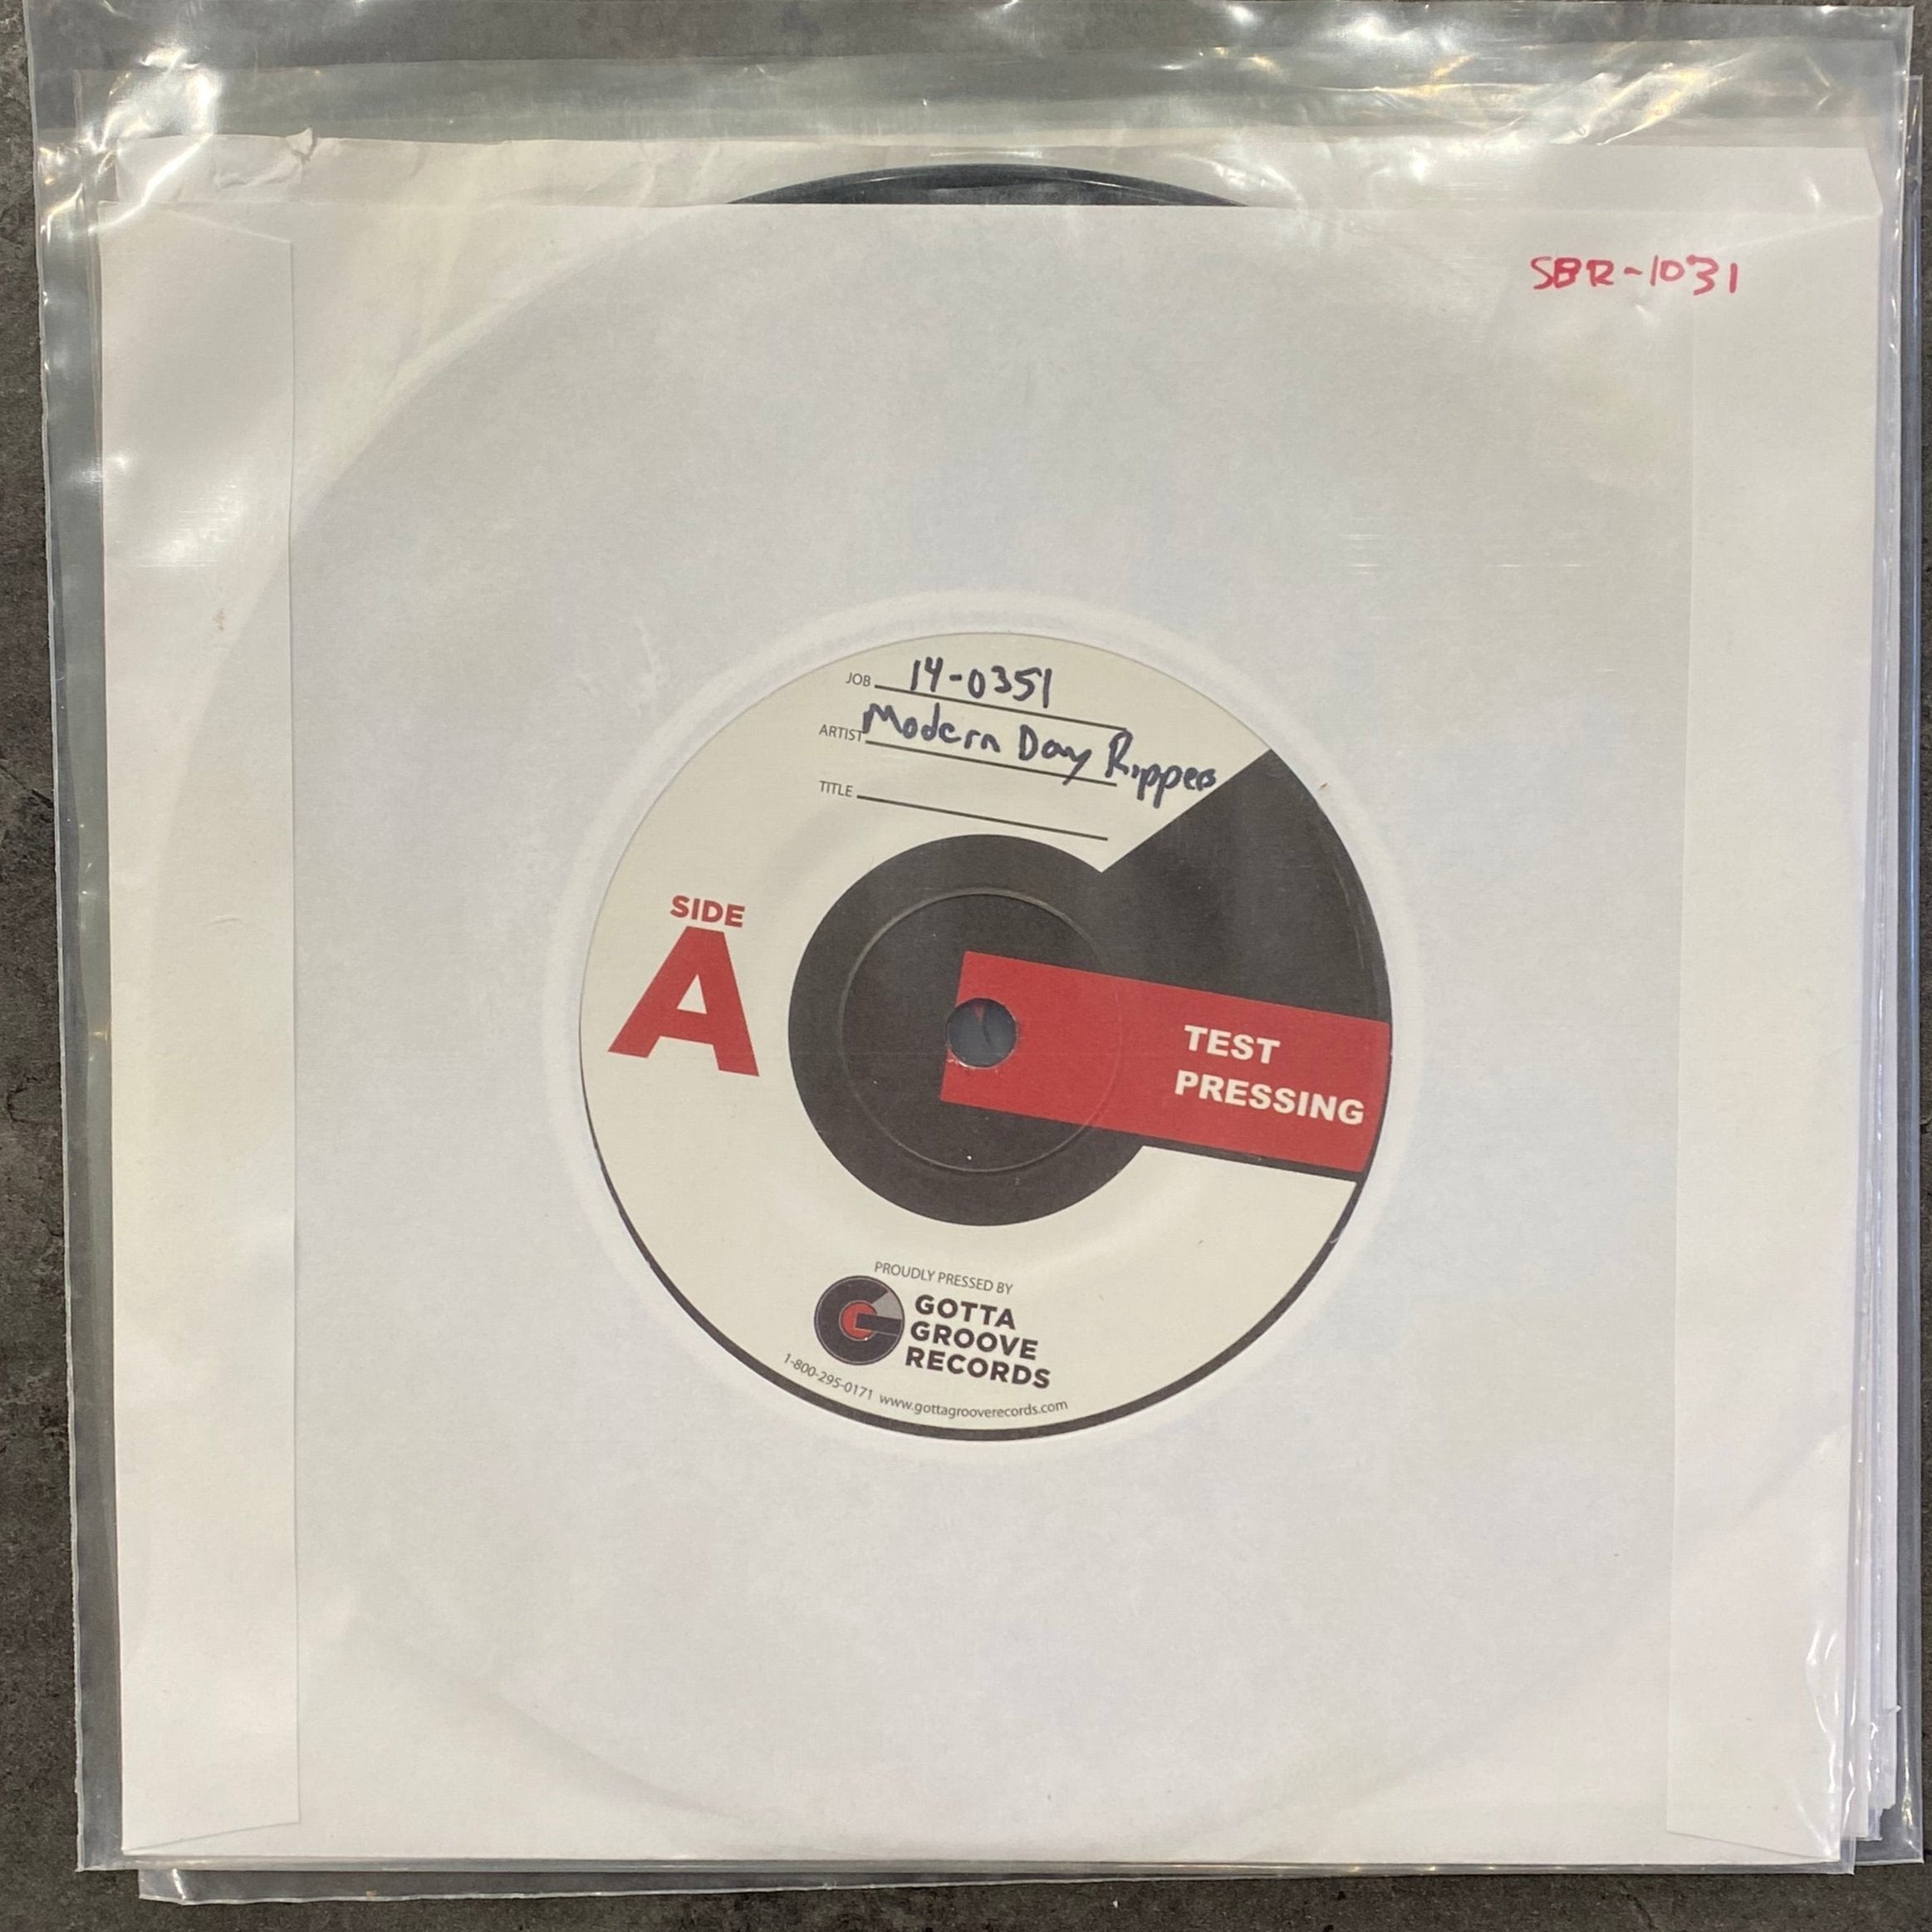 SBR-1031
JOB 14-0351
ARTIST Modern Day Rippers
TITLE
SIDE
A
TEST
PRESSING
PROUDLY PRESSED BY
GOTTA
GROOVE
RECORDS
1-800-295-0171 www.gottagrooverecords.com